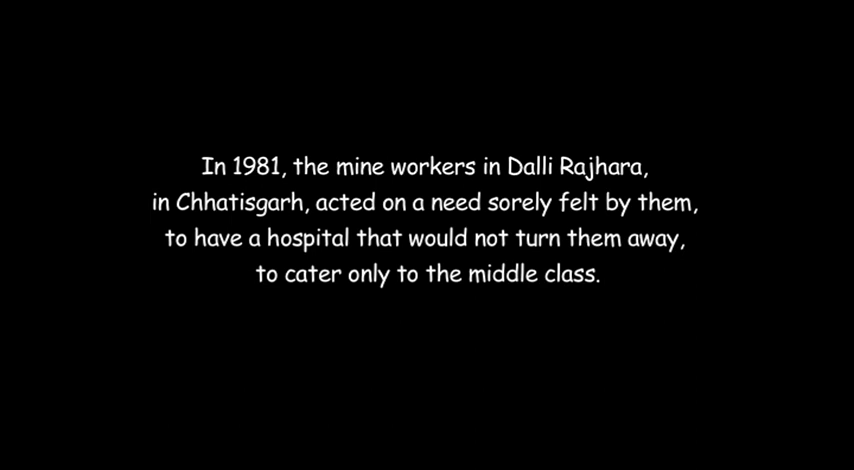 In 1981, the mine workers in Dalli Rajhara,
in Chhatisgarh, acted on a need sorely felt by them,
to have a hospital that would not turn them away,
to cater only to the middle class.